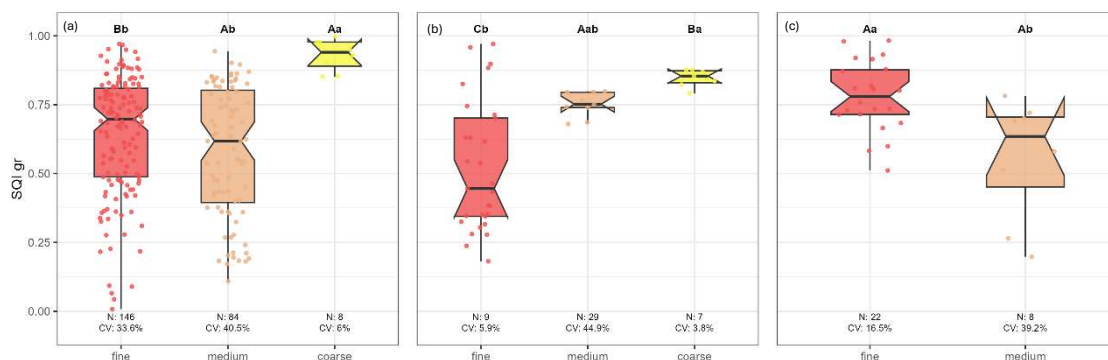 (a) Bb Ab Aa
(b) Cb Aab Ba
(c) Aa Ab
SQI gr
1.00
0.75
0.50
0.25
0.00
N: 146 N: 84 N: 8
CV: 33.6% CV: 40.5% CV: 6%
N: 9 N: 29 N: 7
CV: 5.9% CV: 44.9% CV: 3.8%
N: 22 N: 8
CV: 16.5% CV: 39.2%
fine medium coarse
fine medium coarse
fine medium